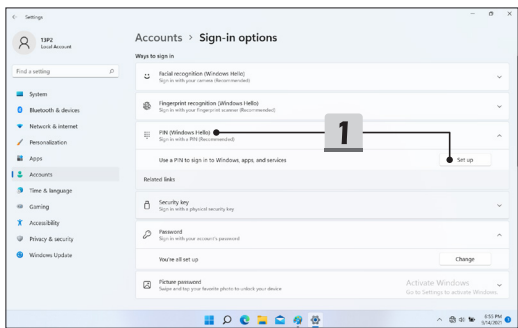 Settings
13P2
Local Account
Find a setting
System
Bluetooth & devices
Network & internet
Personalization
Apps
Accounts
Time & language
Gaming
Accessibility
Privacy & security
Windows Update
Accounts > Sign-in options
Ways to sign in
Facial recognition (Windows Hello)
Sign in with your camera (Recommended)
Fingerprint recognition (Windows Hello)
Sign in with your fingerprint scanner (Recommended)
PIN (Windows Hello)
Sign in with a PIN (Recommended)
1
Use a PIN to sign in to Windows, apps, and services
Set up
Related links
Security key
Sign in with a physical security key
Password
Sign in with your account's password
You're all set up
Change
Picture password
Swipe and tap your favorite photo to unlock your device
Activate Windows
Go to Settings to activate Windows.
8:55 PM
5/14/2021